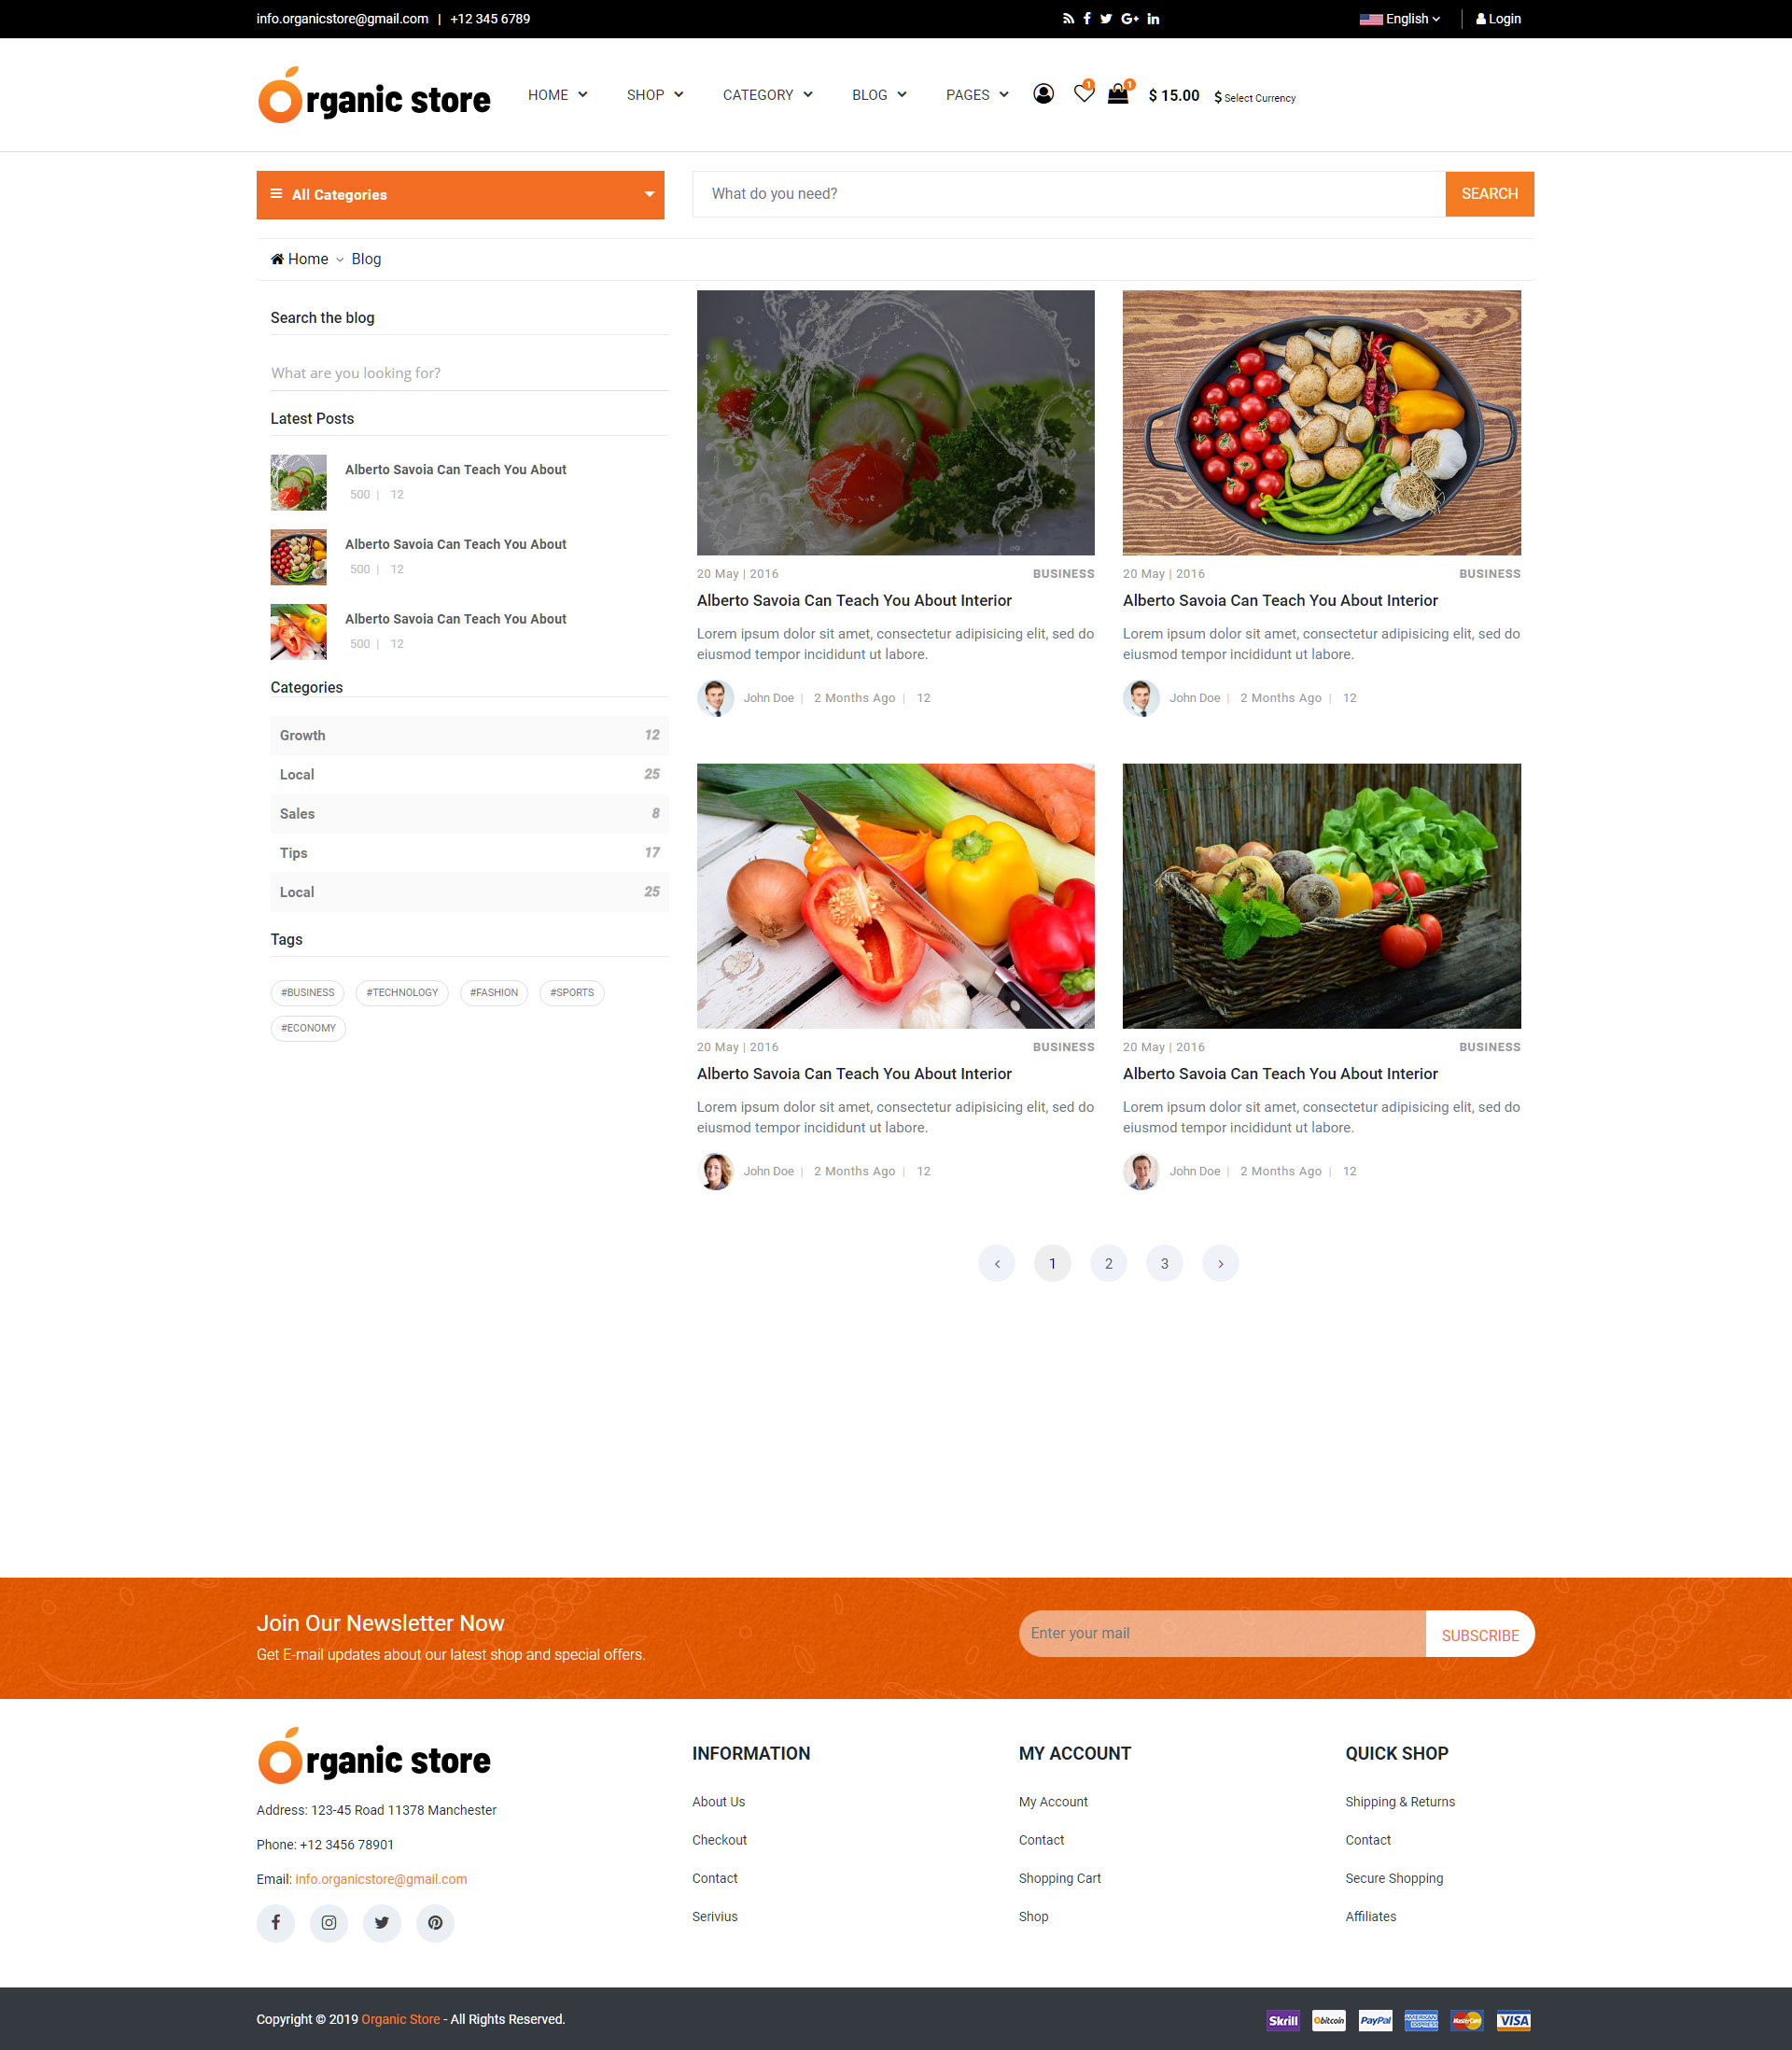 info.organicstore@gmail.com | +12 345 6789
English
Login
rganic store
HOME
SHOP
CATEGORY
BLOG
PAGES
1
1
$ 15.00
$ Select Currency
All Categories
What do you need?
SEARCH
Home
Blog
Search the blog
What are you looking for?
Latest Posts
Alberto Savoia Can Teach You About
500 | 12
Alberto Savoia Can Teach You About
500 | 12
Alberto Savoia Can Teach You About
500 | 12
Categories
Growth 12
Local 25
Sales 8
Tips 17
Local 25
Tags
#BUSINESS #TECHNOLOGY #FASHION #SPORTS
#ECONOMY
20 May | 2016 BUSINESS
Alberto Savoia Can Teach You About Interior
Lorem ipsum dolor sit amet, consectetur adipisicing elit, sed do
eiusmod tempor incididunt ut labore.
John Doe | 2 Months Ago | 12
20 May | 2016 BUSINESS
Alberto Savoia Can Teach You About Interior
Lorem ipsum dolor sit amet, consectetur adipisicing elit, sed do
eiusmod tempor incididunt ut labore.
John Doe | 2 Months Ago | 12
20 May | 2016 BUSINESS
Alberto Savoia Can Teach You About Interior
Lorem ipsum dolor sit amet, consectetur adipisicing elit, sed do
eiusmod tempor incididunt ut labore.
John Doe | 2 Months Ago | 12
20 May | 2016 BUSINESS
Alberto Savoia Can Teach You About Interior
Lorem ipsum dolor sit amet, consectetur adipisicing elit, sed do
eiusmod tempor incididunt ut labore.
John Doe | 2 Months Ago | 12
1 2 3
Join Our Newsletter Now
Get E-mail updates about our latest shop and special offers.
Enter your mail
SUBSCRIBE
rganic store
Address: 123-45 Road 11378 Manchester
Phone: +12 3456 78901
Email: info.organicstore@gmail.com
INFORMATION
About Us
Checkout
Contact
Serivius
MY ACCOUNT
My Account
Contact
Shopping Cart
Shop
QUICK SHOP
Shipping & Returns
Contact
Secure Shopping
Affiliates
Copyright © 2019 Organic Store - All Rights Reserved.
Skrill
bitcoin
PayPal
AMERICAN EXPRESS
MasterCard
VISA